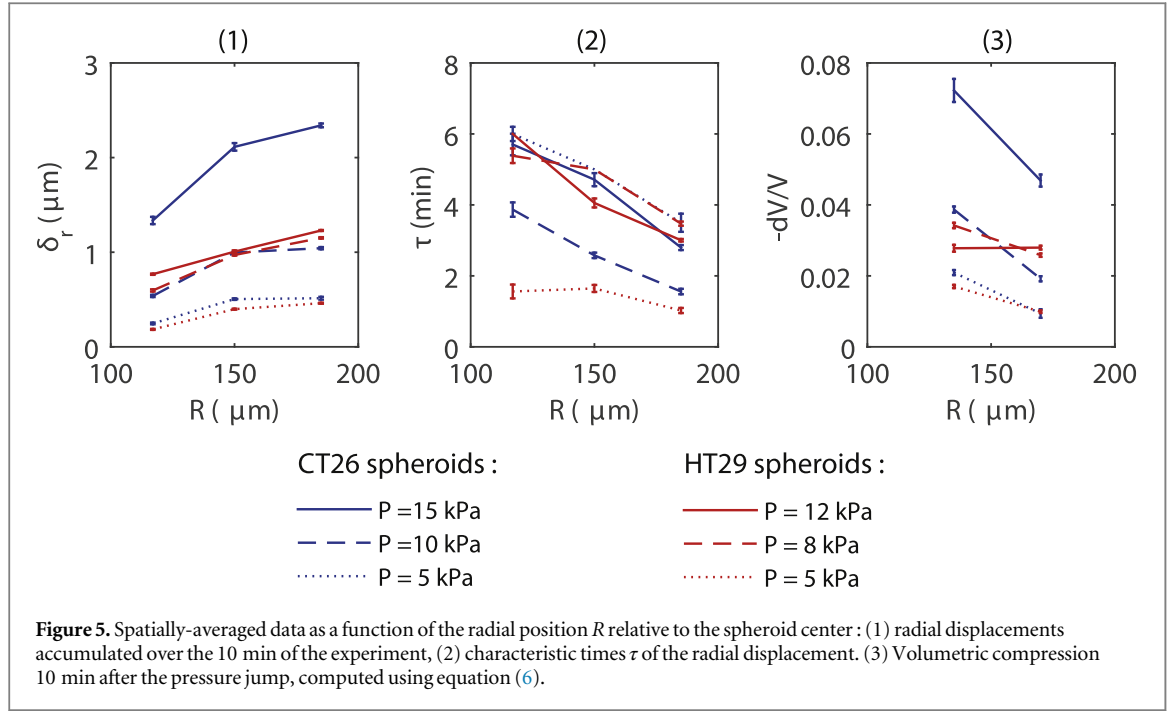 (1)
(2)
(3)
3
2
1
0
100
150
200
δr (μm)
R ( μm)
8
6
4
2
0
100
150
200
τ (min)
R ( μm)
0.08
0.06
0.04
0.02
0
100
150
200
-dV/V
R ( μm)
CT26 spheroids :
P =15 kPa
P =10 kPa
P = 5 kPa
HT29 spheroids :
P = 12 kPa
P = 8 kPa
P = 5 kPa
Figure 5. Spatially-averaged data as a function of the radial position R relative to the spheroid center : (1) radial displacements
accumulated over the 10 min of the experiment, (2) characteristic times τ of the radial displacement. (3) Volumetric compression
10 min after the pressure jump, computed using equation (6).